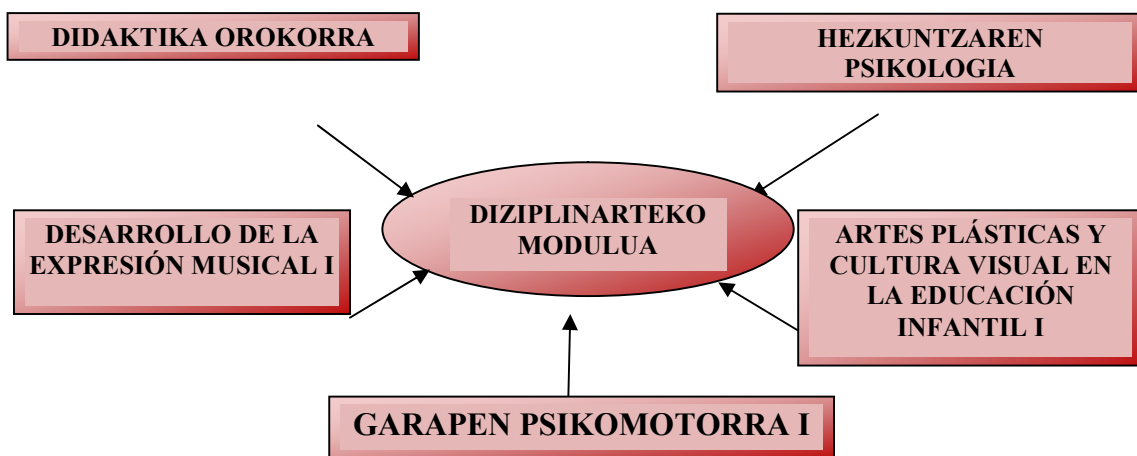 DIDAKTIKA OROKORRA
HEZKUNTZAREN
PSIKOLOGIA
DIZIPLINARTEKO
MODULUA
DESARROLLO DE LA
EXPRESIÓN MUSICAL I
ARTES PLÁSTICAS Y
CULTURA VISUAL EN
LA EDUCACIÓN
INFANTIL I
GARAPEN PSIKOMOTORRA I